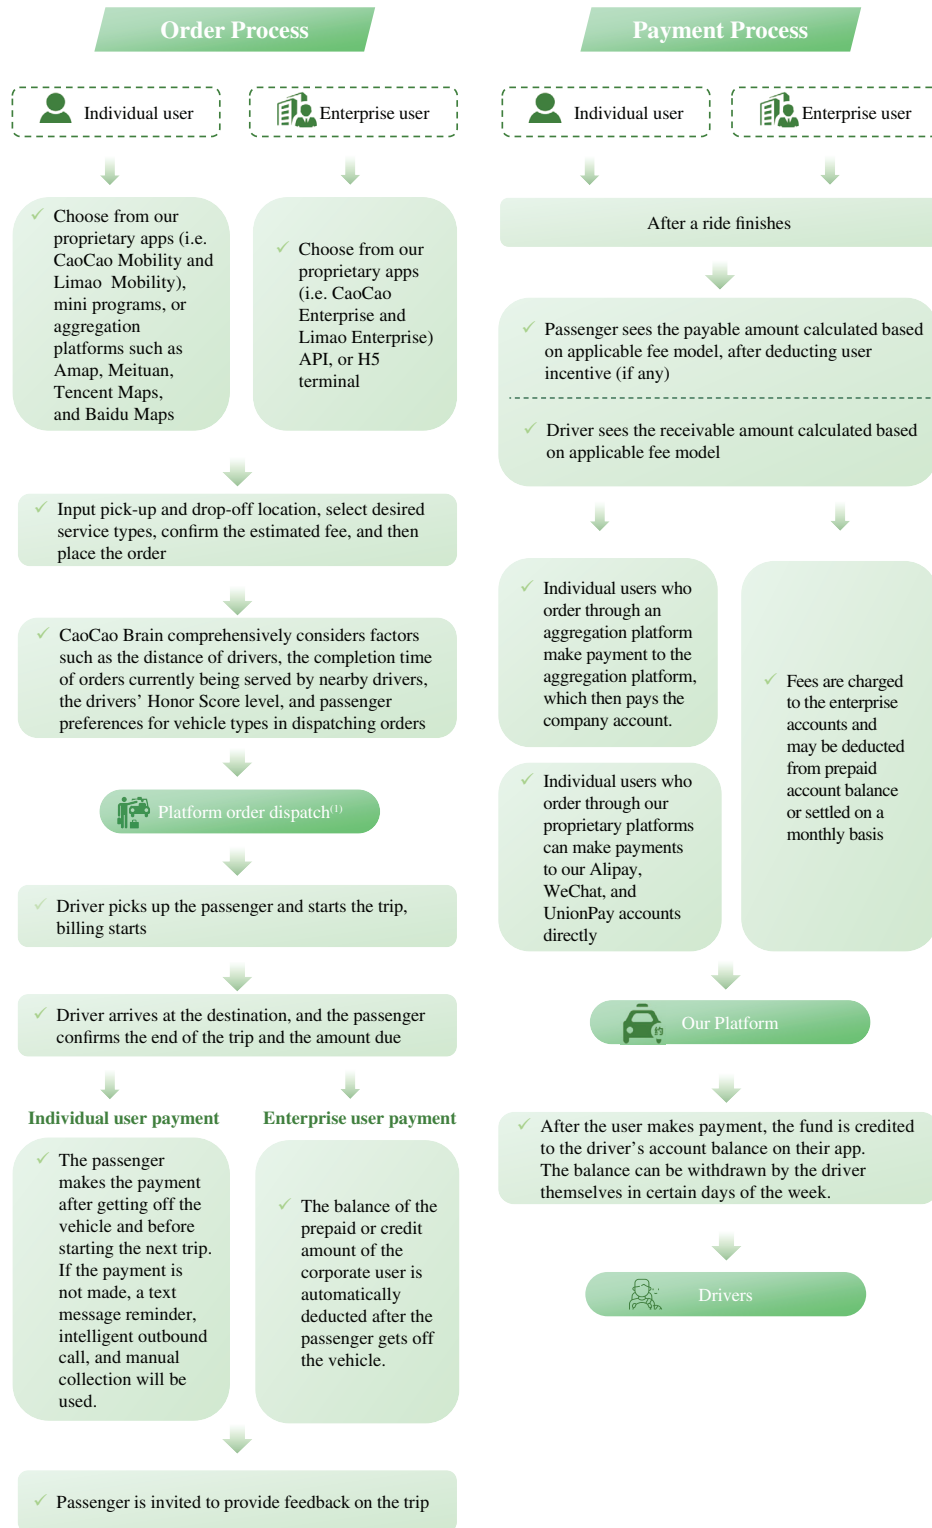 Order Process
Individual user
Enterprise user
✓ Choose from our
proprietary apps (i.e.
CaoCao Mobility and
Limao Mobility),
mini programs, or
aggregation
platforms such as
Amap, Meituan,
Tencent Maps,
and Baidu Maps
✓ Choose from our
proprietary apps
(i.e. CaoCao
Enterprise and
Limao Enterprise)
API, or H5
terminal
✓ Input pick-up and drop-off location, select desired
service types, confirm the estimated fee, and then
place the order
✓ CaoCao Brain comprehensively considers factors
such as the distance of drivers, the completion time
of orders currently being served by nearby drivers,
the drivers’ Honor Score level, and passenger
preferences for vehicle types in dispatching orders
Platform order dispatch(1)
✓ Driver picks up the passenger and starts the trip,
billing starts
✓ Driver arrives at the destination, and the passenger
confirms the end of the trip and the amount due
Individual user payment
✓ The passenger
makes the payment
after getting off the
vehicle and before
starting the next trip.
If the payment is
not made, a text
message reminder,
intelligent outbound
call, and manual
collection will be
used.
Enterprise user payment
✓ The balance of the
prepaid or credit
amount of the
corporate user is
automatically
deducted after the
passenger gets off
the vehicle.
✓ Passenger is invited to provide feedback on the trip
Payment Process
Individual user
Enterprise user
After a ride finishes
✓ Passenger sees the payable amount calculated based
on applicable fee model, after deducting user
incentive (if any)
✓ Driver sees the receivable amount calculated based
on applicable fee model
✓ Individual users who
order through an
aggregation platform
make payment to the
aggregation platform,
which then pays the
company account.
✓ Individual users who
order through our
proprietary platforms
can make payments
to our Alipay,
WeChat, and
UnionPay accounts
directly
✓ Fees are charged
to the enterprise
accounts and
may be deducted
from prepaid
account balance
or settled on a
monthly basis
Our Platform
✓ After the user makes payment, the fund is credited
to the driver’s account balance on their app.
The balance can be withdrawn by the driver
themselves in certain days of the week.
Drivers